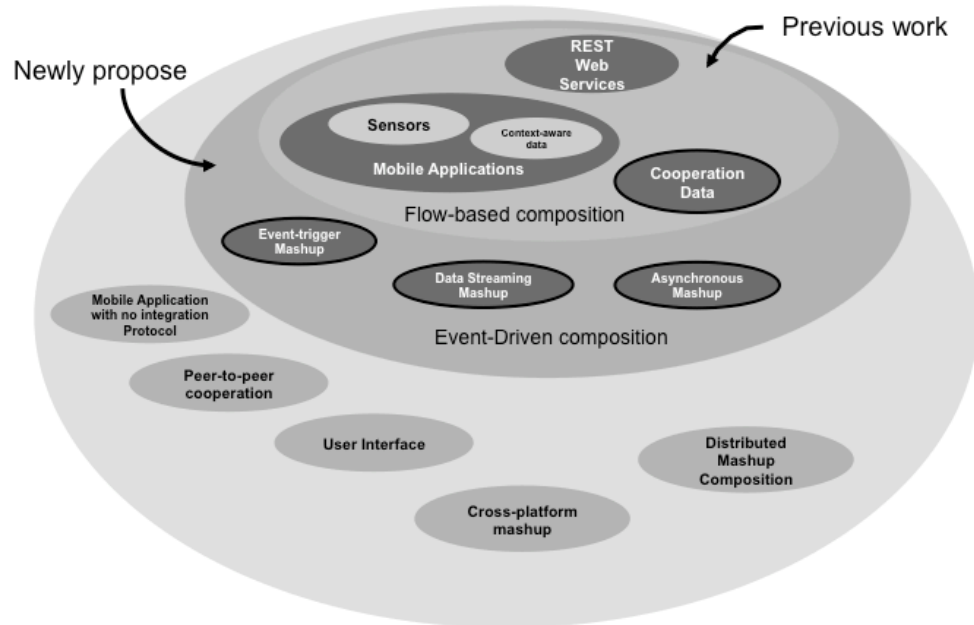 Previous work
Newly propose
REST
Web
Services
Sensors
Context-aware
data
Mobile Applications
Cooperation
Data
Flow-based composition
Event-trigger
Mashup
Data Streaming
Mashup
Asynchronous
Mashup
Event-Driven composition
Mobile Application
with no integration
Protocol
Peer-to-peer
cooperation
User Interface
Distributed
Mashup
Composition
Cross-platform
mashup